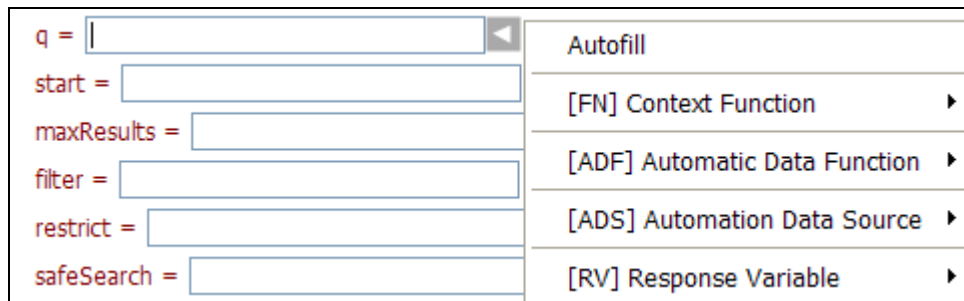 q =
start =
maxResults =
filter =
restrict =
safeSearch =
Autofill
[FN] Context Function
[ADF] Automatic Data Function
[ADS] Automation Data Source
[RV] Response Variable